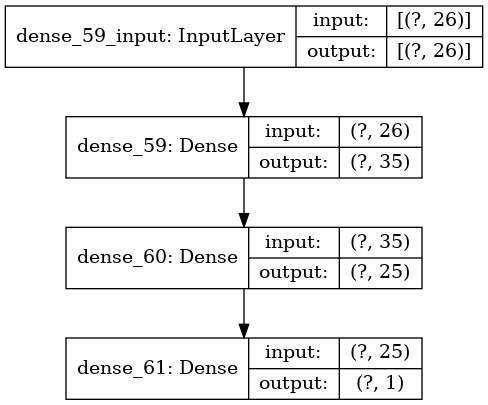 dense_59_input: InputLayer
input: [(?, 26)]
output: [(?, 26)]
dense_59: Dense
input: (?, 26)
output: (?, 35)
dense_60: Dense
input: (?, 35)
output: (?, 25)
dense_61: Dense
input: (?, 25)
output: (?, 1)